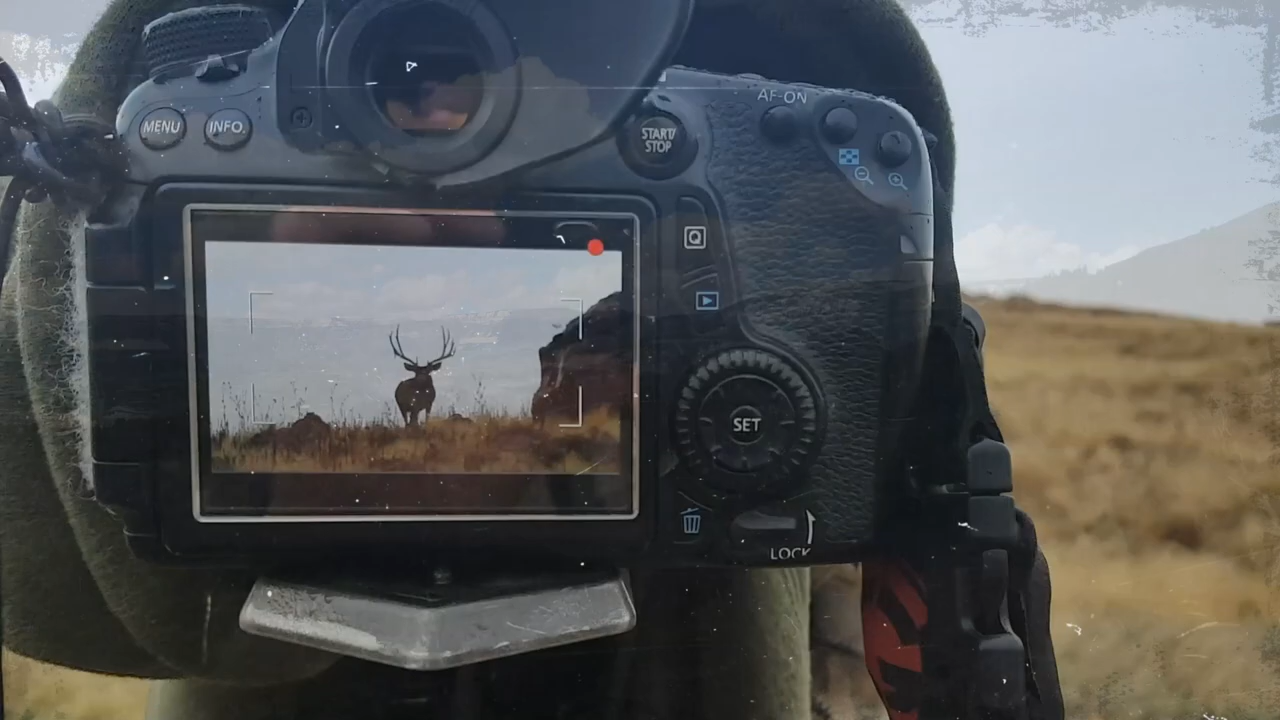 MENU
INFO.
START/
STOP
AF-ON
Q
SET
LOCK